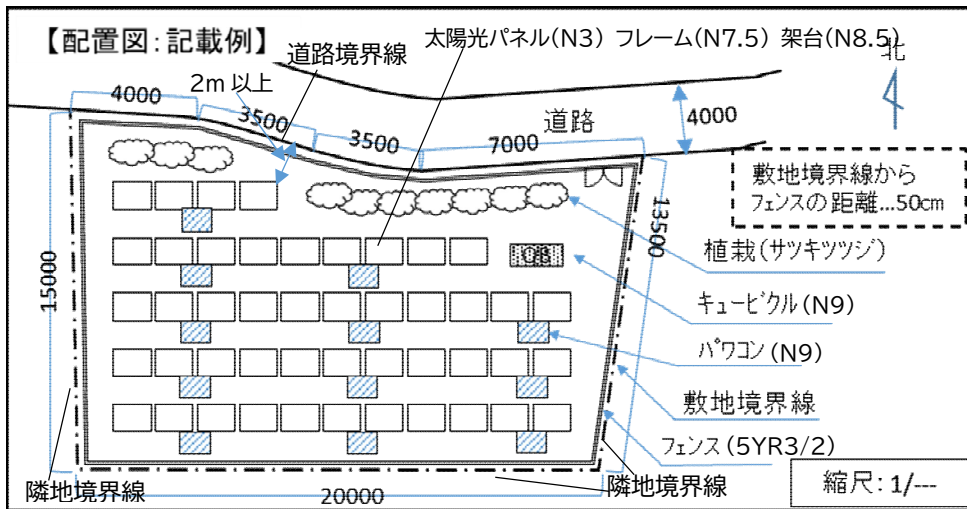 【配置図:記載例】
太陽光パネル(N3) フレーム(N7.5) 架台(N8.5)
北
道路境界線
2m 以上
4000
3500
3500
7000
道路
4000
敷地境界線から
フェンスの距離…50cm
13500
15000
植栽(サツキツツジ)
キュービクル(N9)
パワコン(N9)
敷地境界線
フェンス(5YR3/2)
隣地境界線
20000
隣地境界線
縮尺:1/---